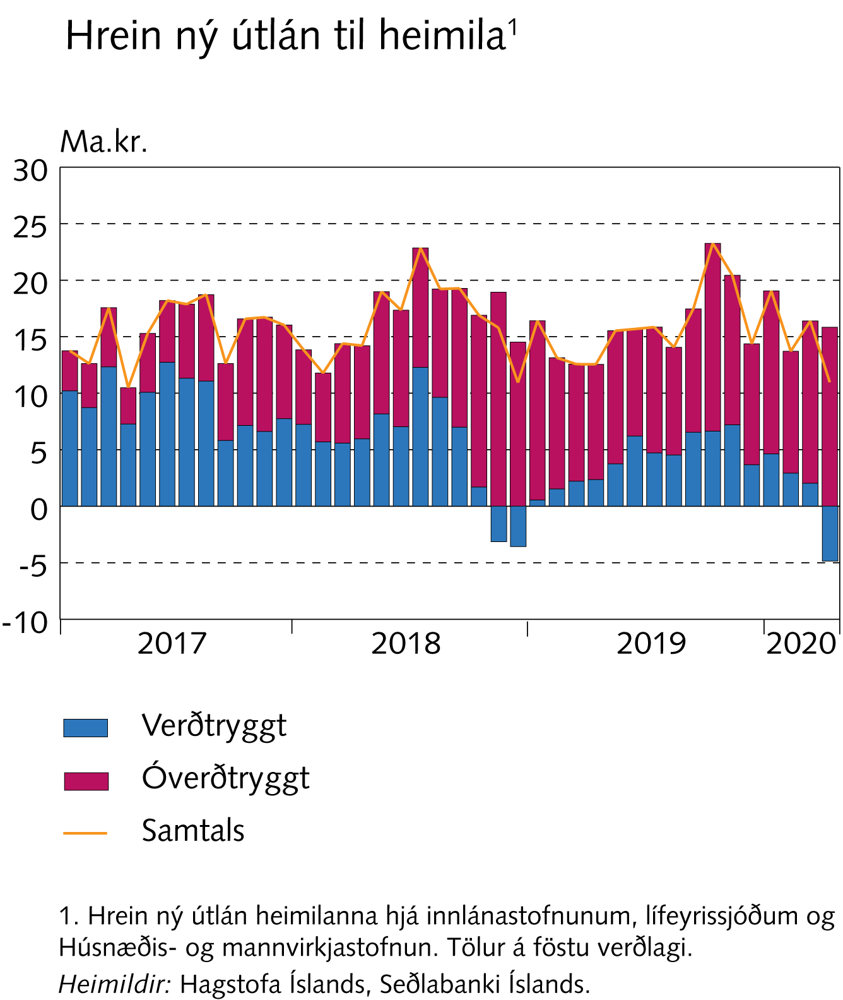 Hrein ný útlán til heimila¹
Ma.kr.
30
25
20
15
10
5
0
-5
-10
2017 2018 2019 2020
Verðtryggt
Óverðtryggt
Samtals
1. Hrein ný útlán heimilanna hjá innlánastofnunum, lífeyrissjóðum og
Húsnæðis- og mannvirkjastofnun. Tölur á föstu verðlagi.
Heimildir: Hagstofa Íslands, Seðlabanki Íslands.